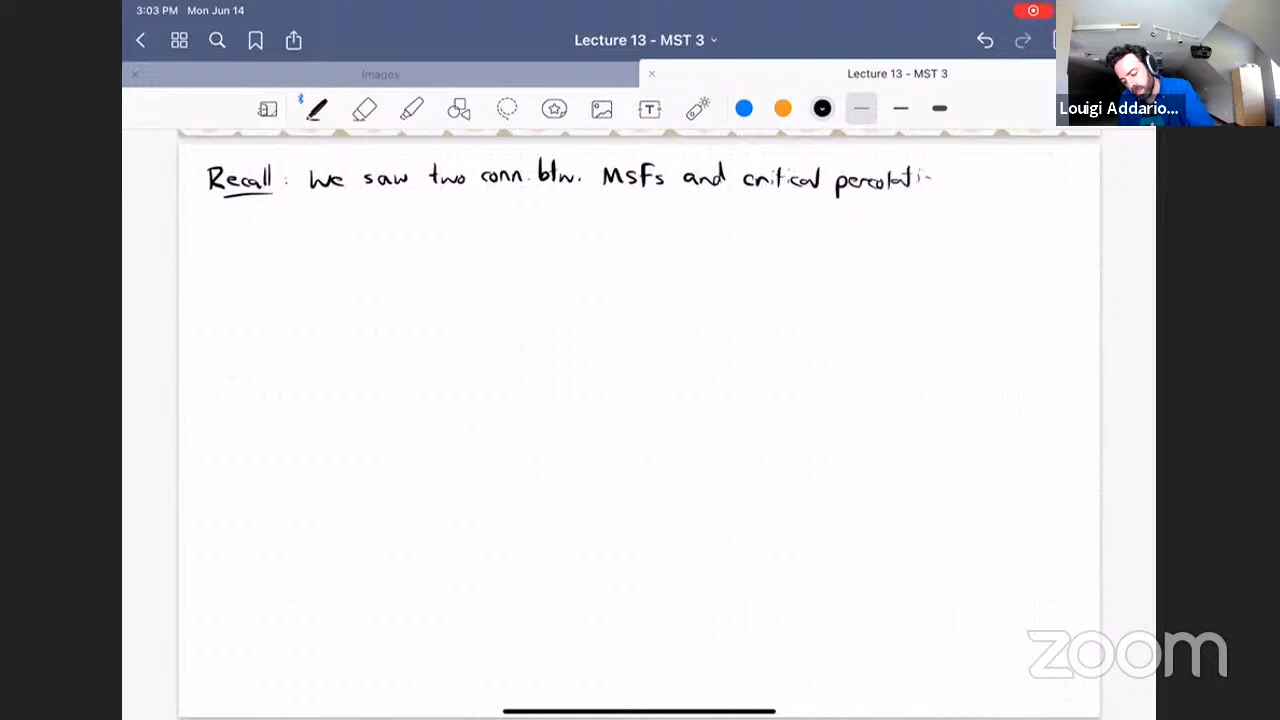 3:03 PM Mon Jun 14
Lecture 13 - MST 3
Images
Lecture 13 - MST 3
Louigi Addario...
Recall: We saw two conn. btw. MSFs and critical percolati
zoom